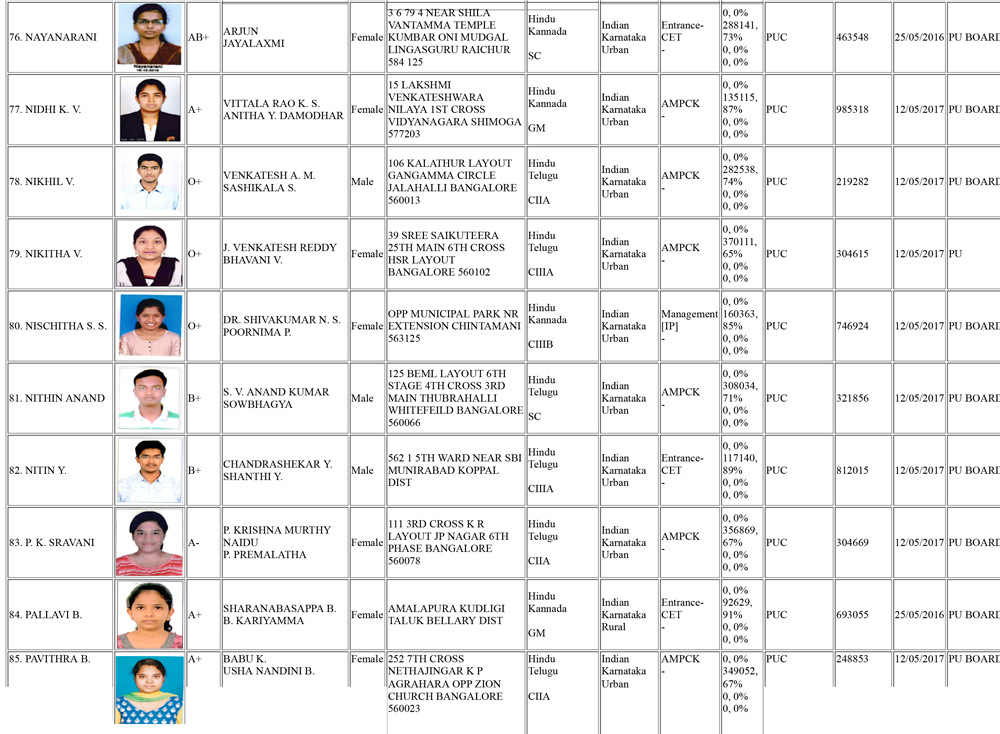 76. NAYANARANI
Nayanarani
AB+
ARJUN
JAYALAXMI
Female
3 6 79 4 NEAR SHILA
VANTAMMA TEMPLE
KUMBAR ONI MUDGAL
LINGASGURU RAICHUR
584 125
Hindu
Kannada
SC
Indian
Karnataka
Urban
Entrance-
CET
-
0, 0%
288141,
73%
0, 0%
0, 0%
PUC
463548
25/05/2016
PU BOARD
77. NIDHI K. V.
A+
VITTALA RAO K. S.
ANITHA Y. DAMODHAR
Female
15 LAKSHMI
VENKATESHWARA
NILAYA 1ST CROSS
VIDYANAGARA SHIMOGA
577203
Hindu
Kannada
GM
Indian
Karnataka
Urban
AMPCK
-
0, 0%
135115,
87%
0, 0%
0, 0%
PUC
985318
12/05/2017
PU BOARD
78. NIKHIL V.
O+
VENKATESH A. M.
SASHIKALA S.
Male
106 KALATHUR LAYOUT
GANGAMMA CIRCLE
JALAHALLI BANGALORE
560013
Hindu
Telugu
CIIA
Indian
Karnataka
Urban
AMPCK
-
0, 0%
282538,
74%
0, 0%
0, 0%
PUC
219282
12/05/2017
PU BOARD
79. NIKITHA V.
O+
J. VENKATESH REDDY
BHAVANI V.
Female
39 SREE SAIKUTEERA
25TH MAIN 6TH CROSS
HSR LAYOUT
BANGALORE 560102
Hindu
Telugu
CIIIA
Indian
Karnataka
Urban
AMPCK
-
0, 0%
370111,
65%
0, 0%
0, 0%
PUC
304615
12/05/2017
PU
80. NISCHITHA S. S.
O+
DR. SHIVAKUMAR N. S.
POORNIMA P.
Female
OPP MUNICIPAL PARK NR
EXTENSION CHINTAMANI
563125
Hindu
Kannada
CIIIB
Indian
Karnataka
Urban
Management
[IP]
-
0, 0%
160363,
85%
0, 0%
0, 0%
PUC
746924
12/05/2017
PU BOARD
81. NITHIN ANAND
B+
S. V. ANAND KUMAR
SOWBHAGYA
Male
125 BEML LAYOUT 6TH
STAGE 4TH CROSS 3RD
MAIN THUBRAHALLI
WHITEFEILD BANGALORE
560066
Hindu
Telugu
SC
Indian
Karnataka
Urban
AMPCK
-
0, 0%
308034,
71%
0, 0%
0, 0%
PUC
321856
12/05/2017
PU BOARD
82. NITIN Y.
B+
CHANDRASHEKAR Y.
SHANTHI Y.
Male
562 1 5TH WARD NEAR SBI
MUNIRABAD KOPPAL
DIST
Hindu
Telugu
CIIIA
Indian
Karnataka
Urban
Entrance-
CET
-
0, 0%
117140,
89%
0, 0%
0, 0%
PUC
812015
12/05/2017
PU BOARD
83. P. K. SRAVANI
A-
P. KRISHNA MURTHY
NAIDU
P. PREMALATHA
Female
111 3RD CROSS K R
LAYOUT JP NAGAR 6TH
PHASE BANGALORE
560078
Hindu
Telugu
CIIA
Indian
Karnataka
Urban
AMPCK
-
0, 0%
356869,
67%
0, 0%
0, 0%
PUC
304669
12/05/2017
PU BOARD
84. PALLAVI B.
A+
SHARANABASAPPA B.
B. KARIYAMMA
Female
AMALAPURA KUDLIGI
TALUK BELLARY DIST
Hindu
Kannada
GM
Indian
Karnataka
Rural
Entrance-
CET
-
0, 0%
92629,
91%
0, 0%
0, 0%
PUC
693055
25/05/2016
PU BOARD
85. PAVITHRA B.
A+
BABU K.
USHA NANDINI B.
Female
252 7TH CROSS
NETHAJINGAR K P
AGRAHARA OPP ZION
CHURCH BANGALORE
560023
Hindu
Telugu
CIIA
Indian
Karnataka
Urban
AMPCK
-
0, 0%
349052,
67%
0, 0%
0, 0%
PUC
248853
12/05/2017
PU BOARD